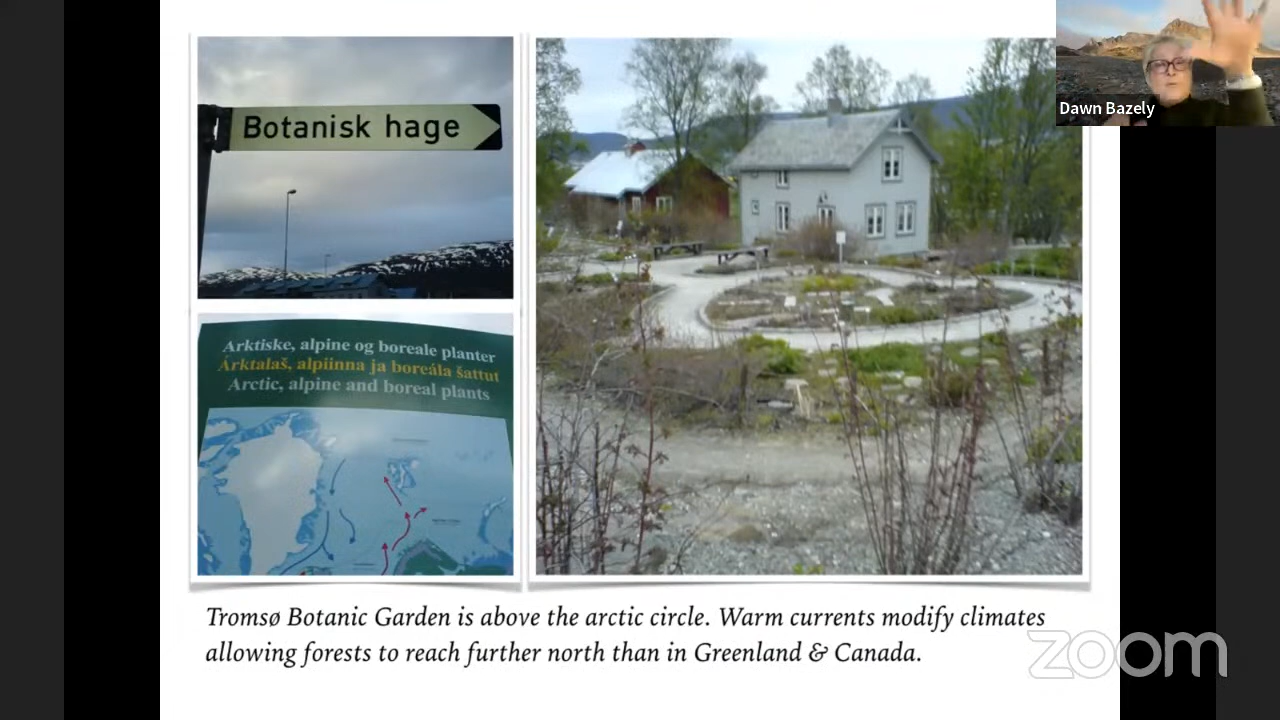 Botanisk hage
Arktiske, alpine og boreale planter
Árktalaš, alpiinna ja boreála šattut
Arctic, alpine and boreal plants
Dawn Bazely
Tromsø Botanic Garden is above the arctic circle. Warm currents modify climates
allowing forests to reach further north than in Greenland & Canada.
zoom